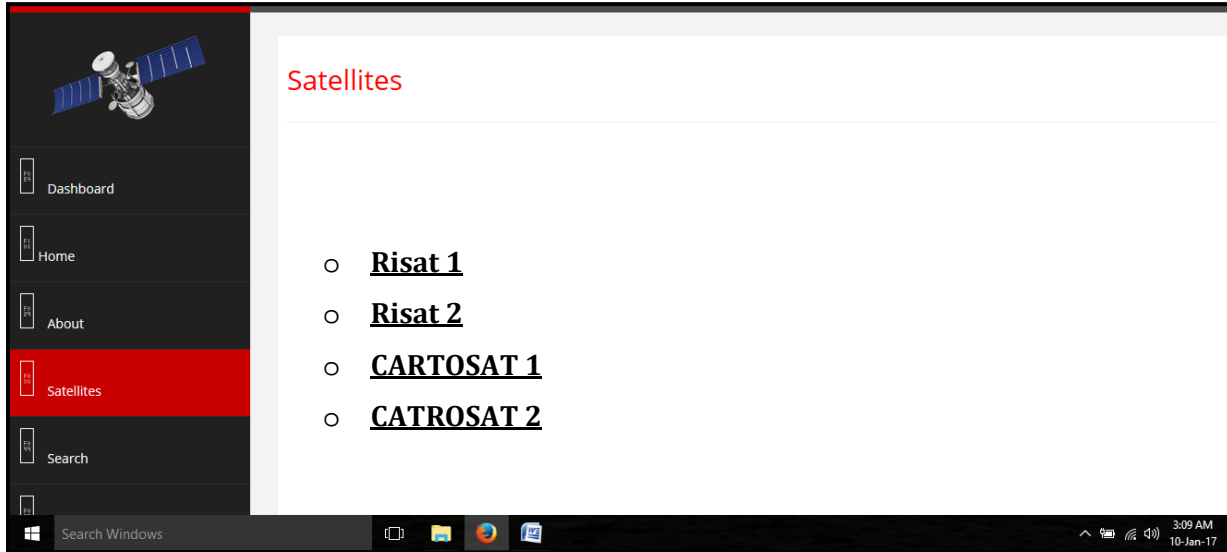 Satellites
Dashboard
Home
About
Satellites
Search
o Risat 1
o Risat 2
o CARTOSAT 1
o CATROSAT 2
Search Windows
3:09 AM
10-Jan-17